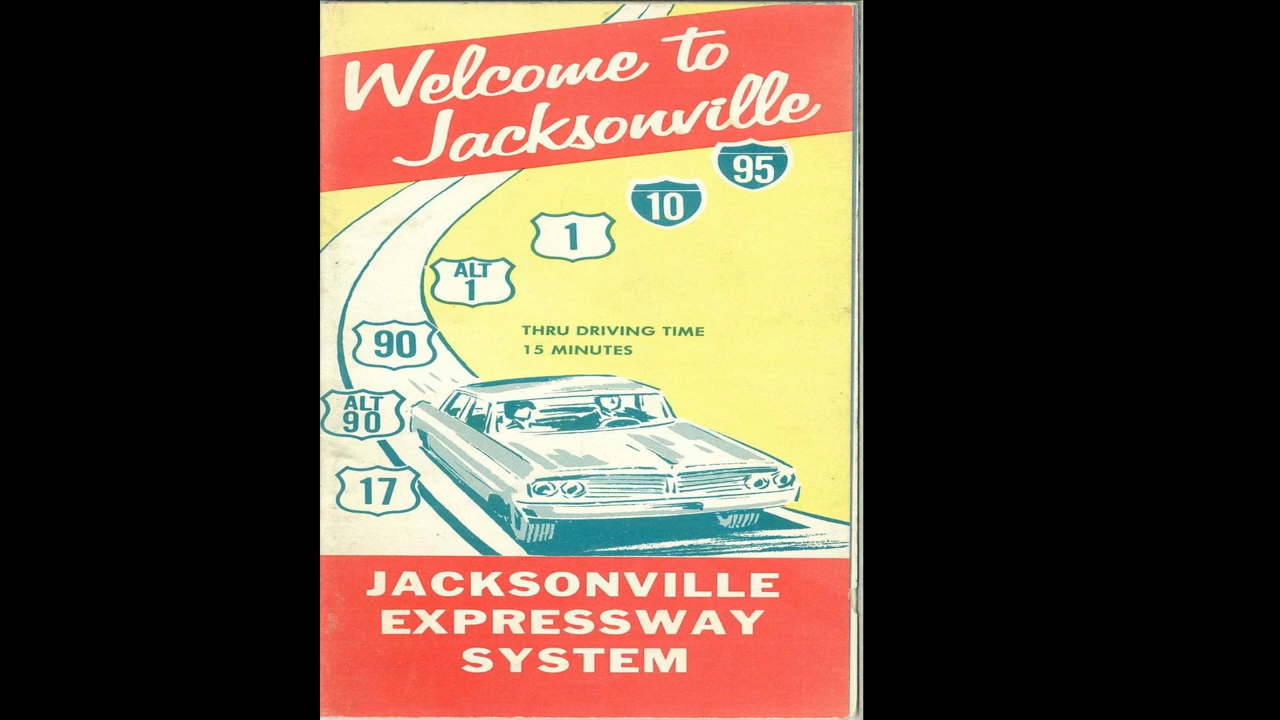 Welcome to
Jacksonville
95
10
1
ALT
1
THRU DRIVING TIME
15 MINUTES
90
ALT
90
17
JACKSONVILLE
EXPRESSWAY
SYSTEM